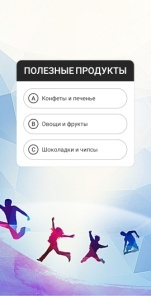 ПОЛЕЗНЫЕ ПРОДУКТЫ
A Конфеты и печенье
B Овощи и фрукты
C Шоколадки и чипсы